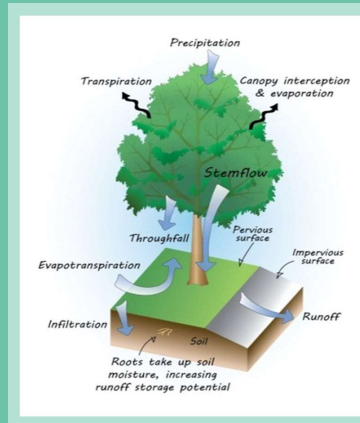 Precipitation
Transpiration
Canopy interception
& evaporation
Stemflow
Throughfall
Pervious
surface
Impervious
surface
Evapotranspiration
Infiltration
Runoff
Soil
Roots take up soil
moisture, increasing
runoff storage potential